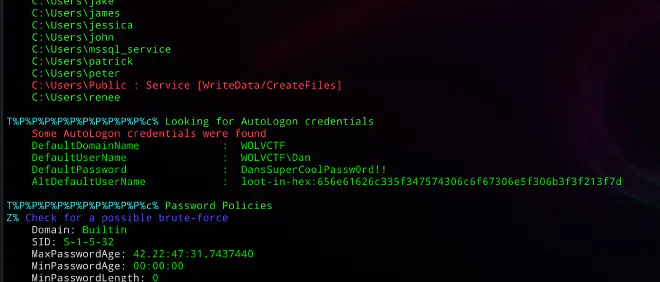 C:\Users\jake
C:\Users\james
C:\Users\jessica
C:\Users\john
C:\Users\mssql_service
C:\Users\patrick
C:\Users\peter
C:\Users\Public : Service [WriteData/CreateFiles]
C:\Users\renee
T%P%P%P%P%P%P%P%P%P%c% Looking for AutoLogon credentials
Some AutoLogon credentials were found
DefaultDomainName : WOLVCTF
DefaultUserName : WOLVCTF\Dan
DefaultPassword : DansSuperCoolPassw0rd!!
AltDefaultUserName : loot-in-hex:656e61626c335f347574306c6f67306e5f306b3f3f213f7d
T%P%P%P%P%P%P%P%P%P%c% Password Policies
Z% Check for a possible brute-force
Domain: Builtin
SID: S-1-5-32
MaxPasswordAge: 42.22:47:31.7437440
MinPasswordAge: 00:00:00
MinPasswordLength: 0